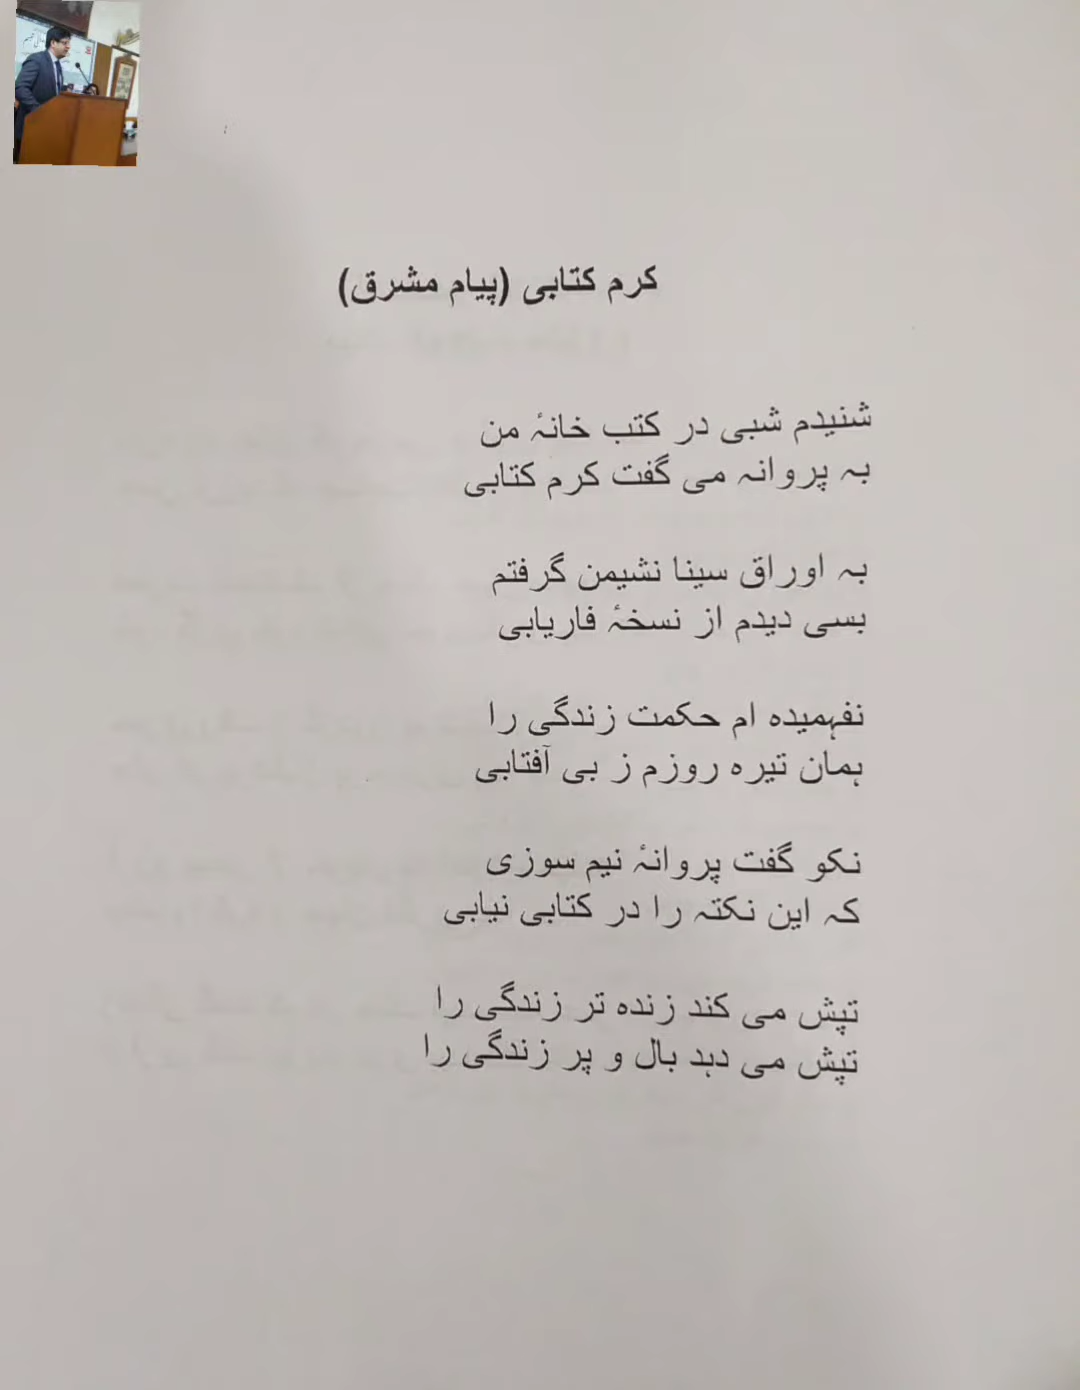 کرم کتابی (پیام مشرق)
شنیدم شبی در کتب خانۂ من
بہ پروانہ می گفت کرم کتابی
بہ اوراق سینا نشیمن گرفتم
بسی دیدم از نسخۂ فاریابی
نفہمیدہ ام حکمت زندگی را
ہمان تیرہ روزم ز بی آفتابی
نکو گفت پروانۂ نیم سوزی
کہ این نکتہ را در کتابی نیابی
تپش می کند زندہ تر زندگی را
تپش می دہد بال و پر زندگی را